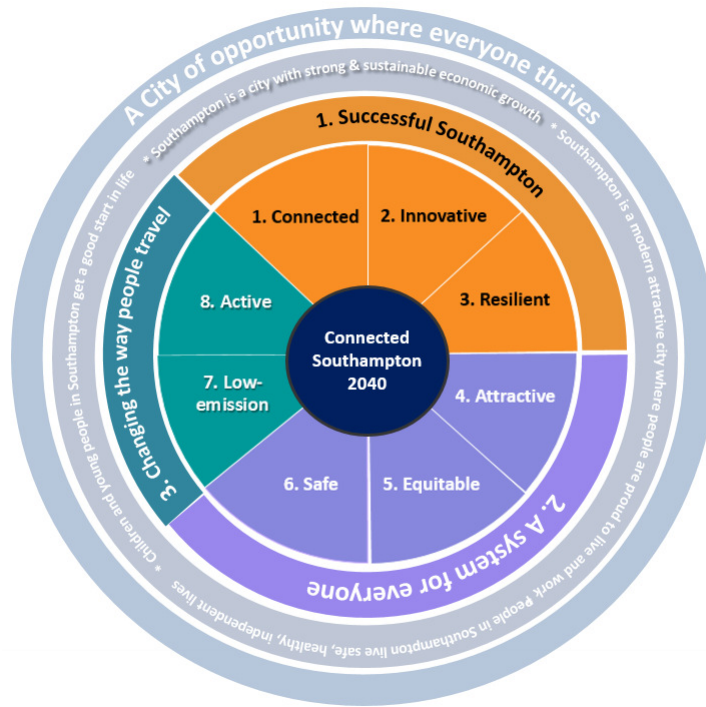 A City of opportunity where everyone thrives
* Southampton is a city with strong & sustainable economic growth
* Southampton is a modern attractive city where people are proud to live and work
People in Southampton live safe, healthy, independent lives
* Children and young people in Southampton get a good start in life
1. Successful Southampton
2. A system for everyone
3. Changing the way people travel
1. Connected
2. Innovative
3. Resilient
4. Attractive
5. Equitable
6. Safe
7. Low-
emission
8. Active
Connected
Southampton
2040